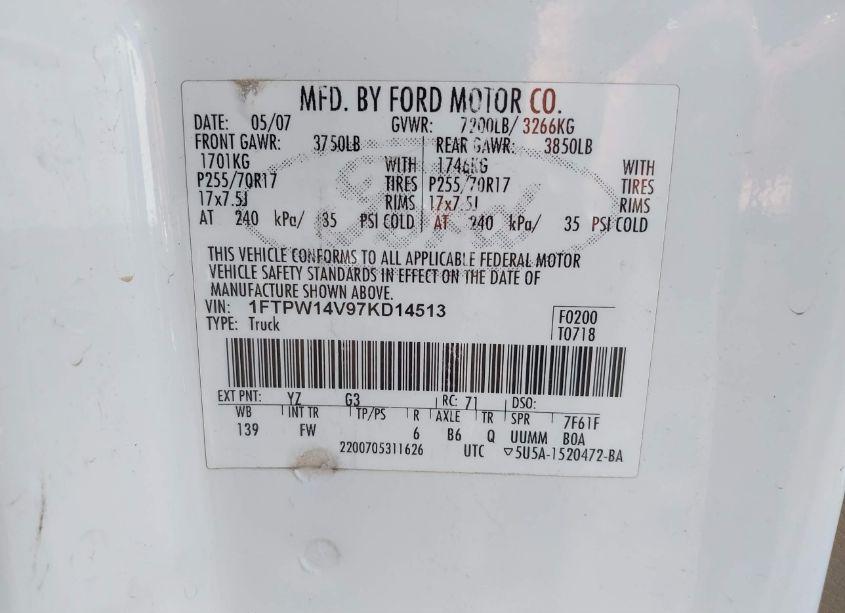 MFD. BY FORD MOTOR CO.
DATE: 05/07 GVWR: 7200LB/ 3266KG
FRONT GAWR: 3750LB REAR GAWR: 3850LB
1701KG WITH 1746KG WITH
P255/70R17 TIRES P255/70R17 TIRES
17x7.5J RIMS 17x7.5J RIMS
AT 240 kPa/ 35 PSI COLD AT 240 kPa/ 35 PSI COLD
Ford
THIS VEHICLE CONFORMS TO ALL APPLICABLE FEDERAL MOTOR
VEHICLE SAFETY STANDARDS IN EFFECT ON THE DATE OF
MANUFACTURE SHOWN ABOVE.
VIN: 1FTPW14V97KD14513
TYPE: Truck
F0200
T0718
EXT PNT: YZ G3 RC: 71 DSO:
WB INT TR TP/PS R AXLE TR SPR 7F61F
139 FW 6 B6 Q UUMM BOA
2200705311626 UTC ▽5U5A-1520472-BA